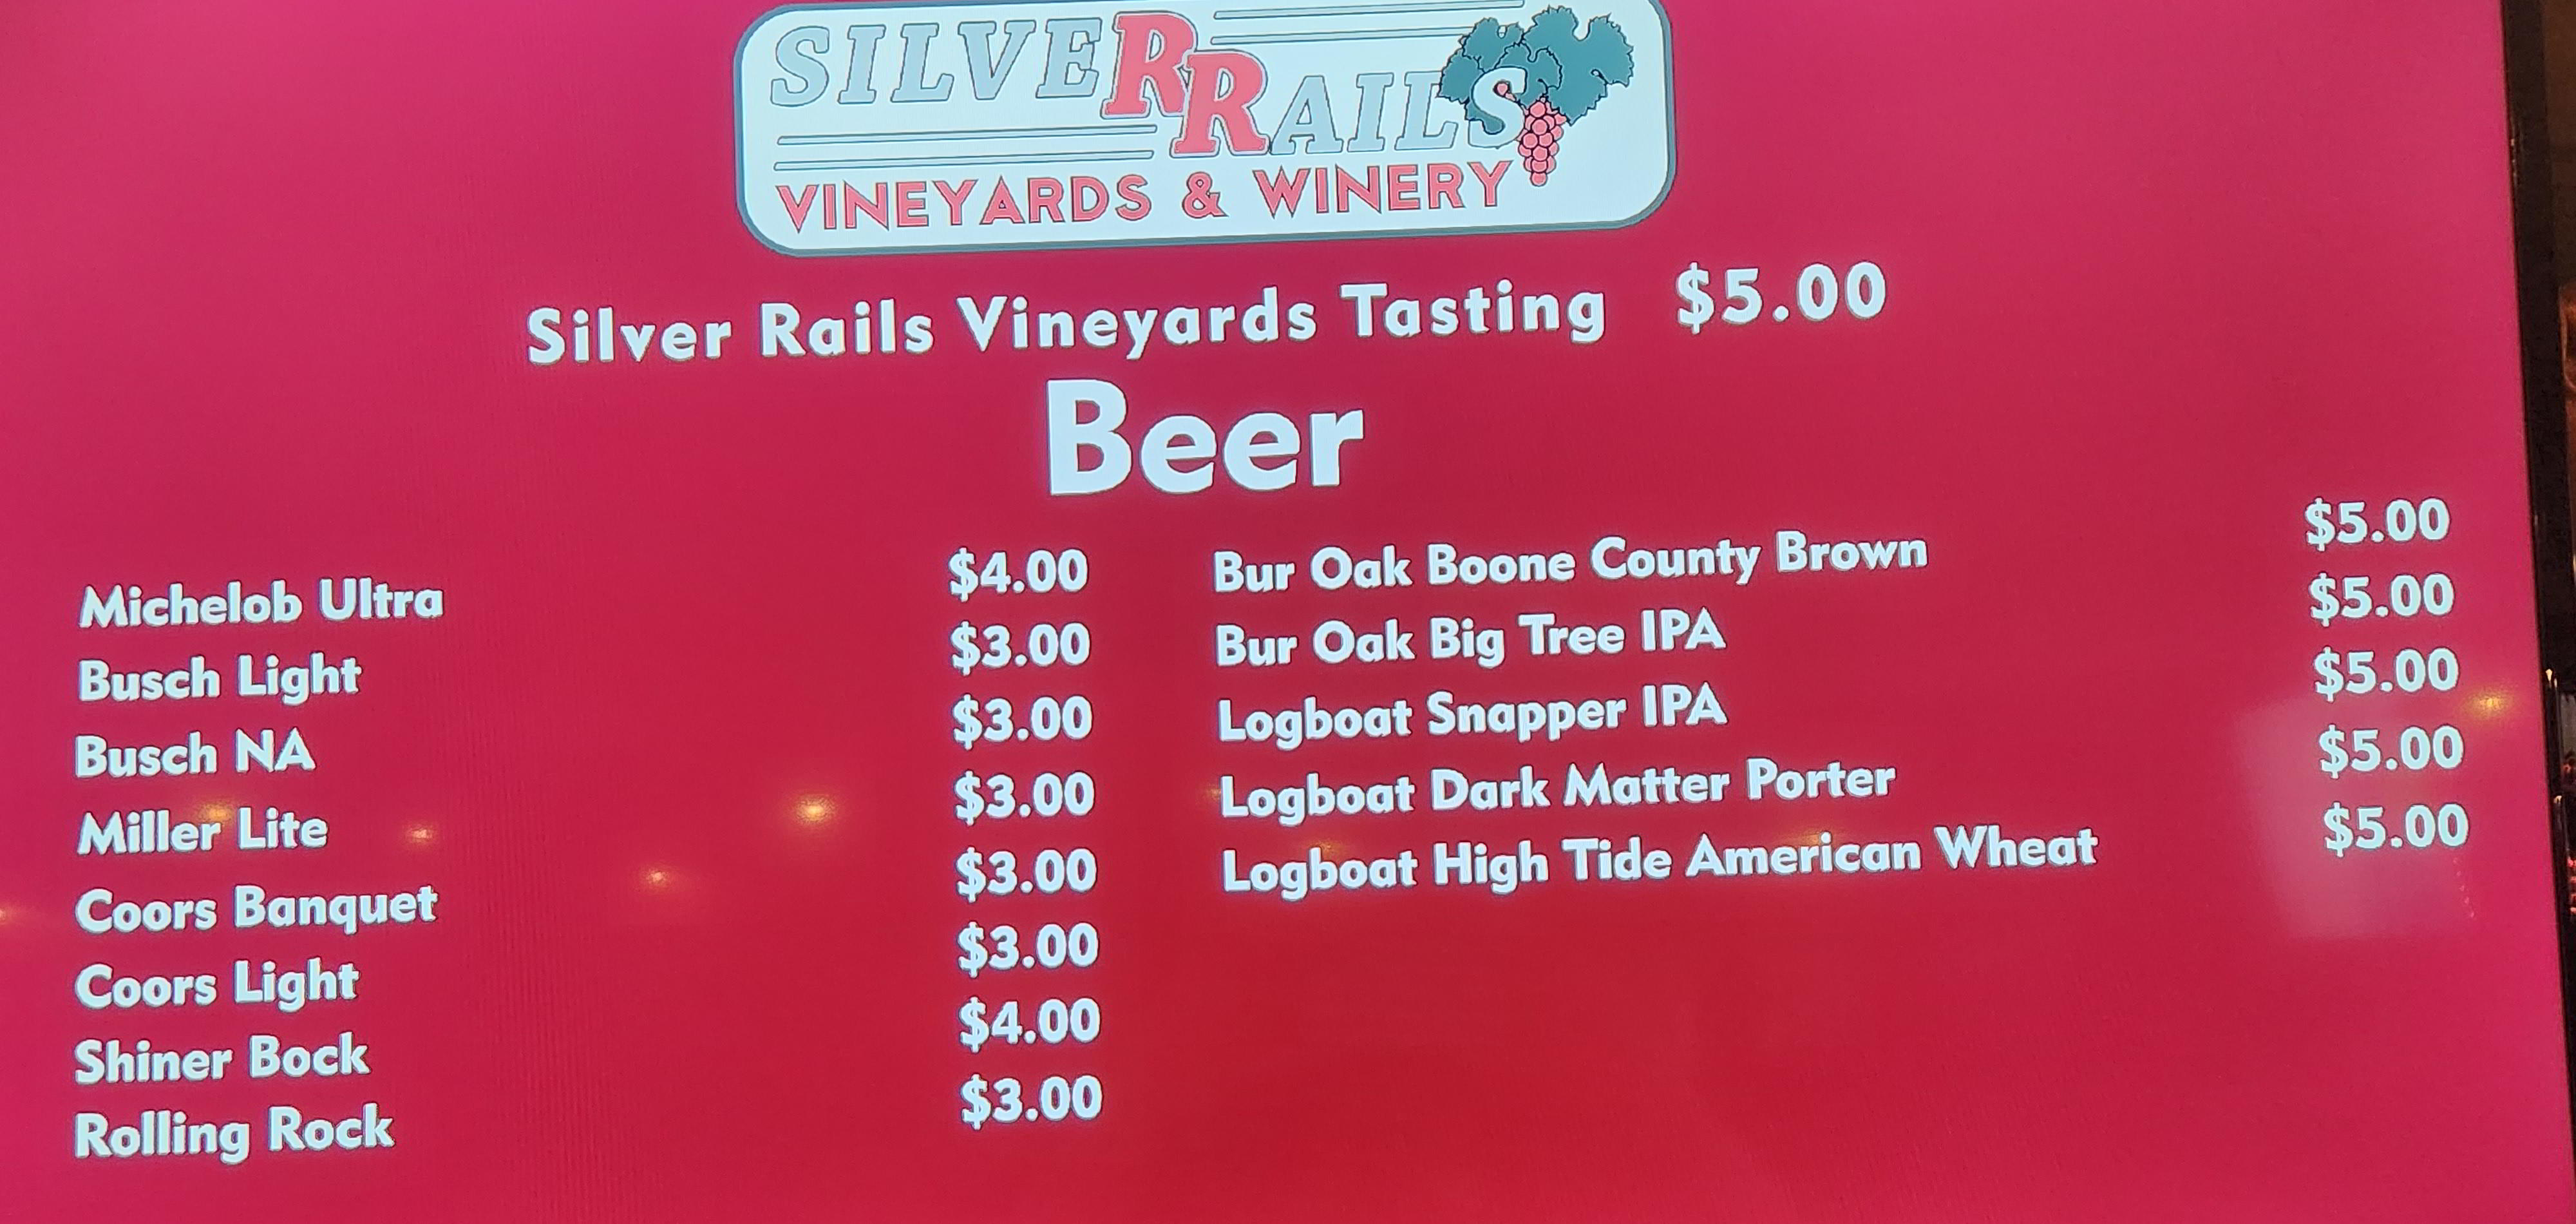 SILVER RAILS
VINEYARDS & WINERY
Silver Rails Vineyards Tasting $5.00
Beer
Michelob Ultra $4.00
Busch Light $3.00
Busch NA $3.00
Miller Lite $3.00
Coors Banquet $3.00
Coors Light $3.00
Shiner Bock $4.00
Rolling Rock $3.00
Bur Oak Boone County Brown $5.00
Bur Oak Big Tree IPA $5.00
Logboat Snapper IPA $5.00
Logboat Dark Matter Porter $5.00
Logboat High Tide American Wheat $5.00